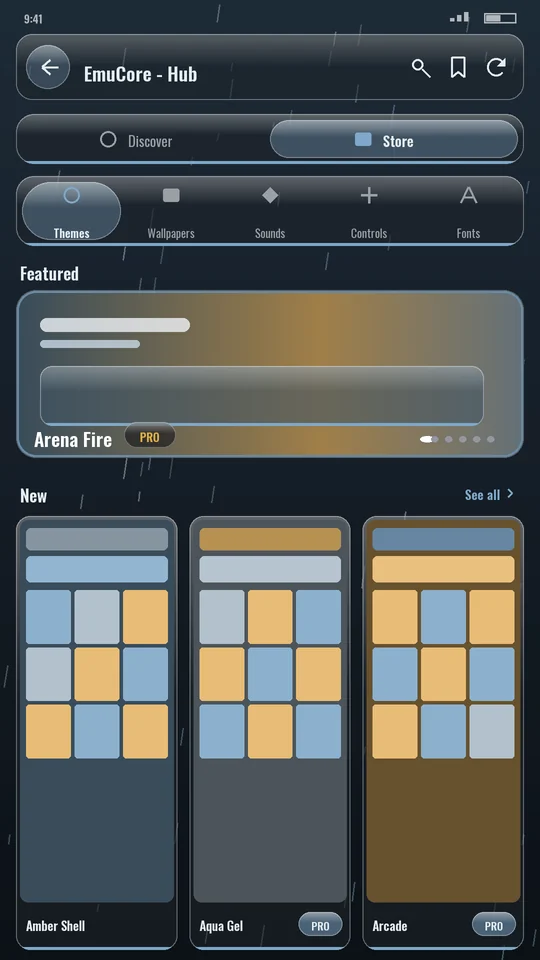 9:41
EmuCore - Hub
Discover
Store
Themes
Wallpapers
Sounds
Controls
Fonts
Featured
Arena Fire
PRO
New
See all
Amber Shell
Aqua Gel
PRO
Arcade
PRO